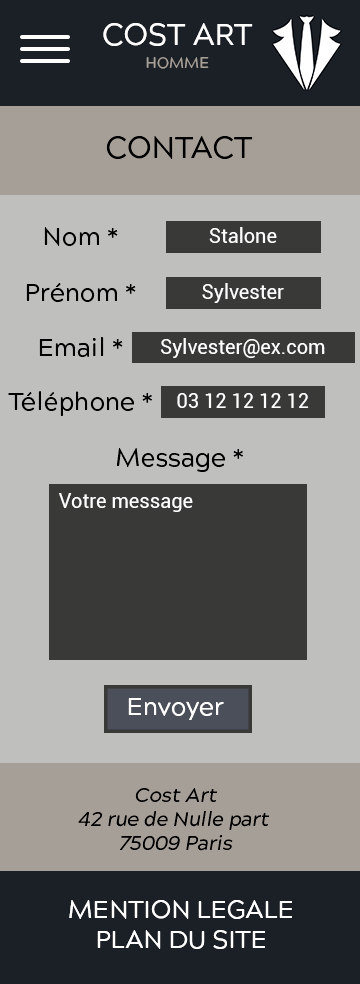 COST ART
HOMME
CONTACT
Nom * Stalone
Prénom * Sylvester
Email * Sylvester@ex.com
Téléphone * 03 12 12 12 12
Message *
Votre message
Envoyer
Cost Art
42 rue de Nulle part
75009 Paris
MENTION LEGALE
PLAN DU SITE